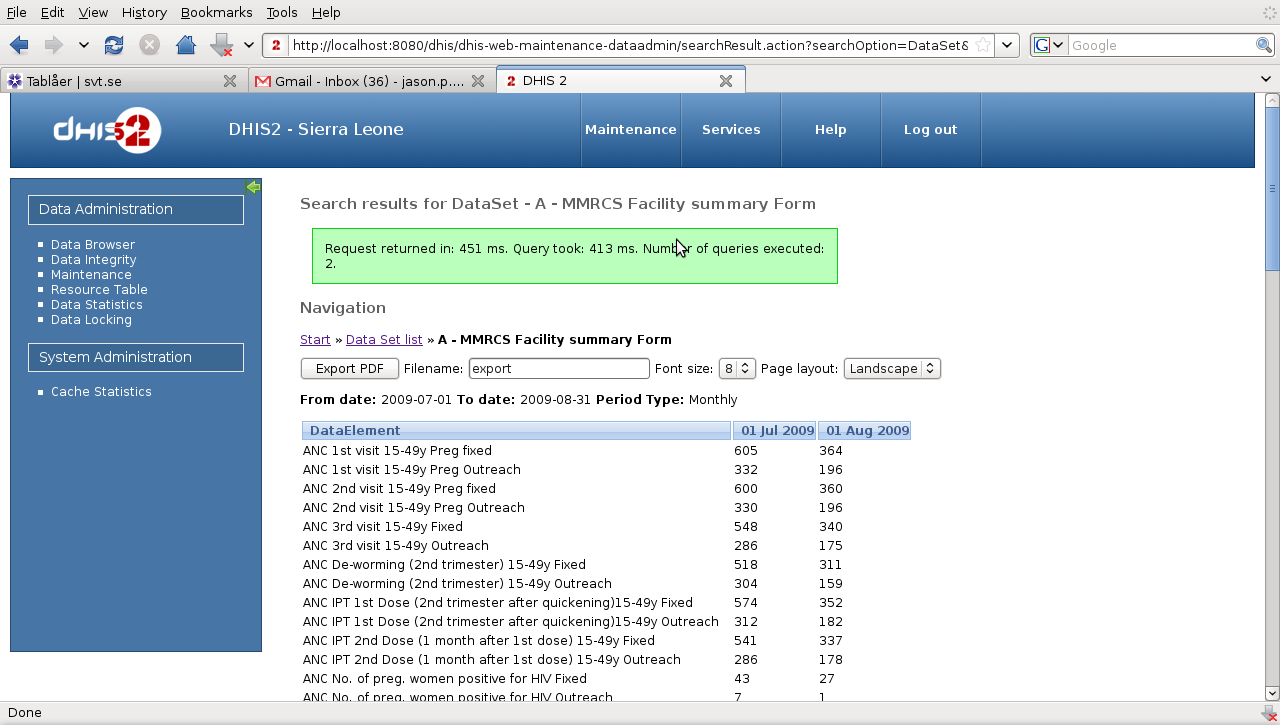 File Edit View History Bookmarks Tools Help
2 http://localhost:8080/dhis/dhis-web-maintenance-dataadmin/searchResult.action?searchOption=DataSet& G Google
Tablåer | svt.se Gmail - Inbox (36) - jason.p.... 2 DHIS 2
dhis2 DHIS2 - Sierra Leone Maintenance Services Help Log out
Data Administration
Data Browser
Data Integrity
Maintenance
Resource Table
Data Statistics
Data Locking
System Administration
Cache Statistics
Search results for DataSet - A - MMRCS Facility summary Form
Request returned in: 451 ms. Query took: 413 ms. Number of queries executed:
2.
Navigation
Start » Data Set list » A - MMRCS Facility summary Form
Export PDF Filename: export Font size: 8 Page layout: Landscape
From date: 2009-07-01 To date: 2009-08-31 Period Type: Monthly
DataElement 01 Jul 2009 01 Aug 2009
ANC 1st visit 15-49y Preg fixed 605 364
ANC 1st visit 15-49y Preg Outreach 332 196
ANC 2nd visit 15-49y Preg fixed 600 360
ANC 2nd visit 15-49y Preg Outreach 330 196
ANC 3rd visit 15-49y Fixed 548 340
ANC 3rd visit 15-49y Outreach 286 175
ANC De-worming (2nd trimester) 15-49y Fixed 518 311
ANC De-worming (2nd trimester) 15-49y Outreach 304 159
ANC IPT 1st Dose (2nd trimester after quickening)15-49y Fixed 574 352
ANC IPT 1st Dose (2nd trimester after quickening)15-49y Outreach 312 182
ANC IPT 2nd Dose (1 month after 1st dose) 15-49y Fixed 541 337
ANC IPT 2nd Dose (1 month after 1st dose) 15-49y Outreach 286 178
ANC No. of preg. women positive for HIV Fixed 43 27
ANC No. of preg. women positive for HIV Outreach 7 1
Done